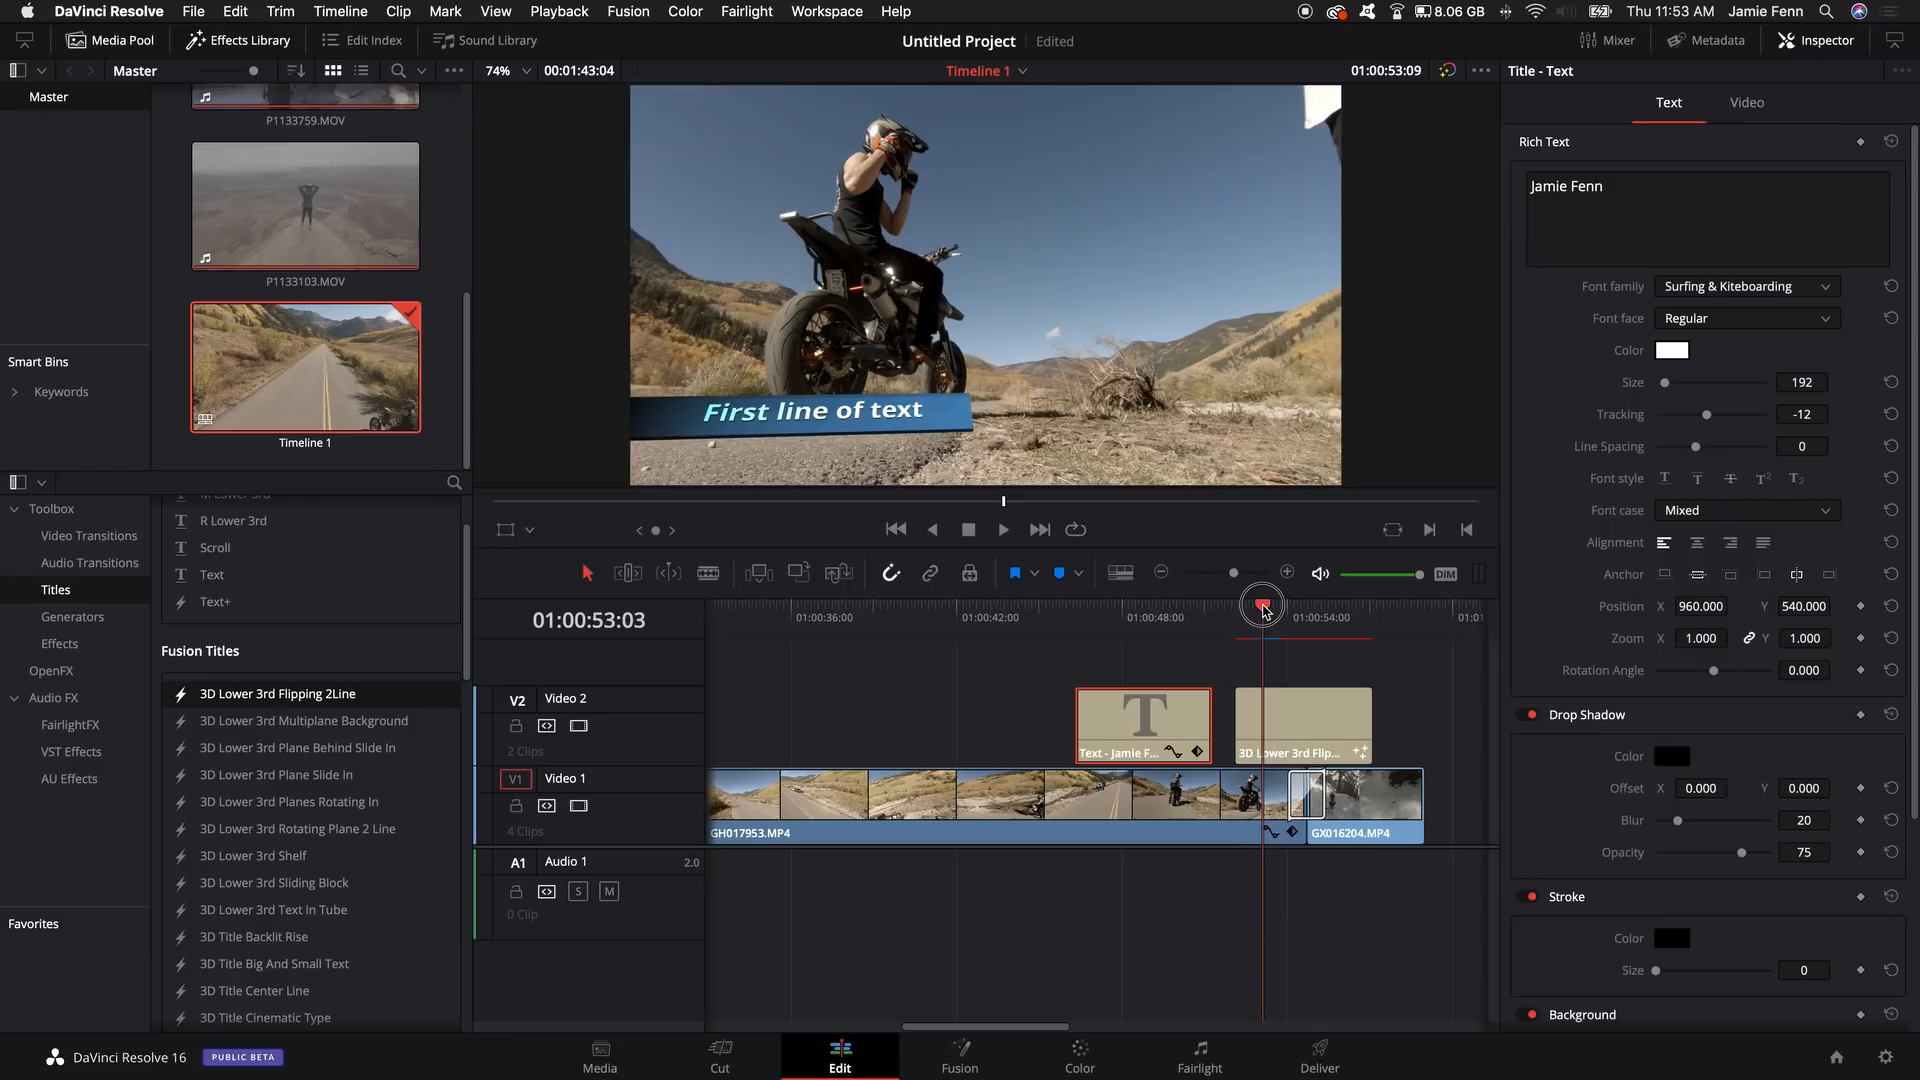 DaVinci Resolve File Edit Trim Timeline Clip Mark View Playback Fusion Color Fairlight Workspace Help 8.06 GB Thu 11:53 AM Jamie Fenn
Media Pool Effects Library Edit Index Sound Library Untitled Project Edited Mixer Metadata Inspector
Master 74% 00:01:43:04 Timeline 1 01:00:53:09 Title - Text
Master
P1133759.MOV
P1133103.MOV
Timeline 1
Smart Bins
Keywords
First line of text
Text Video
Rich Text
Jamie Fenn
Font family Surfing & Kiteboarding
Font face Regular
Color
Size 192
Tracking -12
Line Spacing 0
Font style T T T T² T₂
Font case Mixed
Alignment
Anchor
Position X 960.000 Y 540.000
Zoom X 1.000 Y 1.000
Rotation Angle 0.000
Drop Shadow
Color
Offset X 0.000 Y 0.000
Blur 20
Opacity 75
Stroke
Color
Size 0
Background
Toolbox
Video Transitions
Audio Transitions
Titles
Generators
Effects
OpenFX
Audio FX
FairlightFX
VST Effects
AU Effects
Favorites
M Lower 3rd
R Lower 3rd
Scroll
Text
Text+
Fusion Titles
3D Lower 3rd Flipping 2Line
3D Lower 3rd Multiplane Background
3D Lower 3rd Plane Behind Slide In
3D Lower 3rd Plane Slide In
3D Lower 3rd Planes Rotating In
3D Lower 3rd Rotating Plane 2 Line
3D Lower 3rd Shelf
3D Lower 3rd Sliding Block
3D Lower 3rd Text In Tube
3D Title Backlit Rise
3D Title Big And Small Text
3D Title Center Line
3D Title Cinematic Type
DIM
01:00:53:03 01:00:36:00 01:00:42:00 01:00:48:00 01:00:54:00 01:01
V2 Video 2
2 Clips
T
Text - Jamie F... 3D Lower 3rd Flip...
V1 Video 1
4 Clips
GH017953.MP4 GX016204.MP4
A1 Audio 1 2.0
S M
0 Clip
DaVinci Resolve 16 PUBLIC BETA
Media Cut Edit Fusion Color Fairlight Deliver